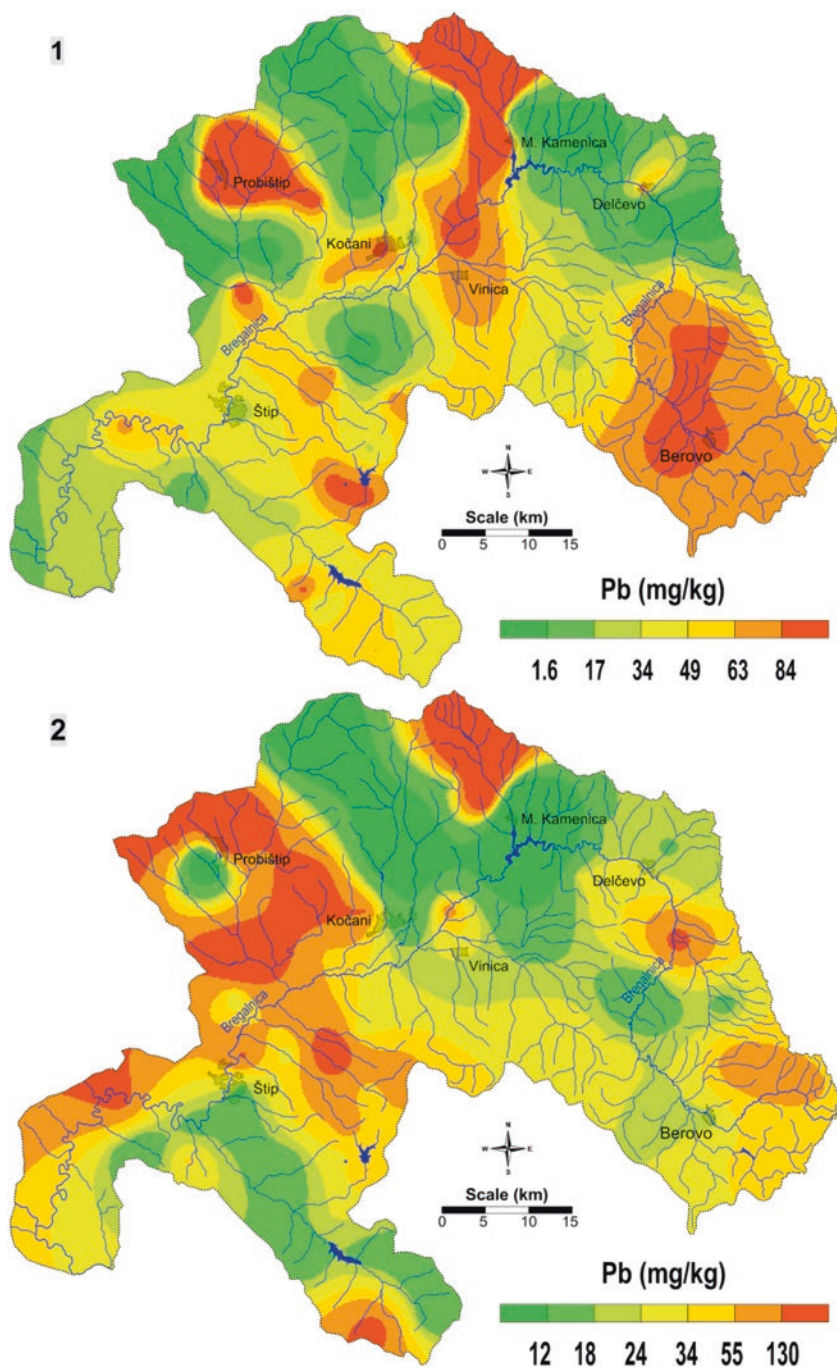 1
M. Kamenica
Probištip
Delčevo
Kočani
Vinica
Bregalnica
Bregalnica
Štip
Berovo
N
W E
S
Scale (km)
0 5 10 15
Pb (mg/kg)
1.6 17 34 49 63 84
2
M. Kamenica
Probištip
Delčevo
Kočani
Vinica
Bregalnica
Bregalnica
Štip
Berovo
N
W E
S
Scale (km)
0 5 10 15
Pb (mg/kg)
12 18 24 34 55 130